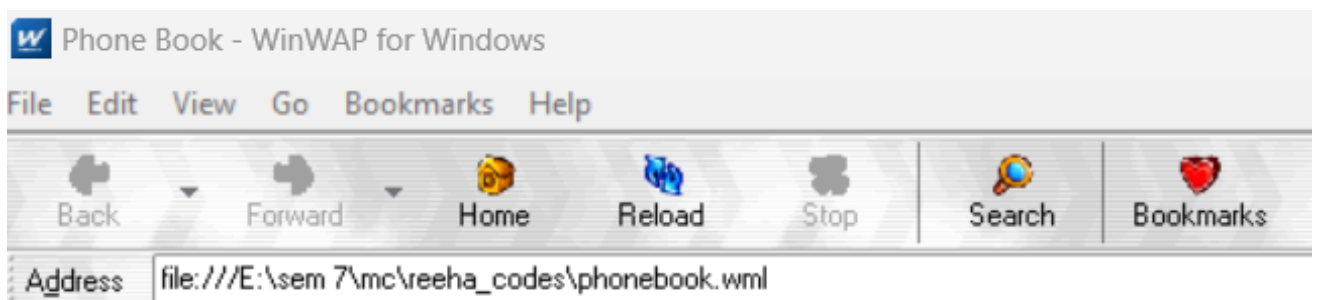 Phone Book - WinWAP for Windows
File Edit View Go Bookmarks Help
Back Forward Home Reload Stop Search Bookmarks
Address file:///E:\sem 7\mc\reeha_codes\phonebook.wml